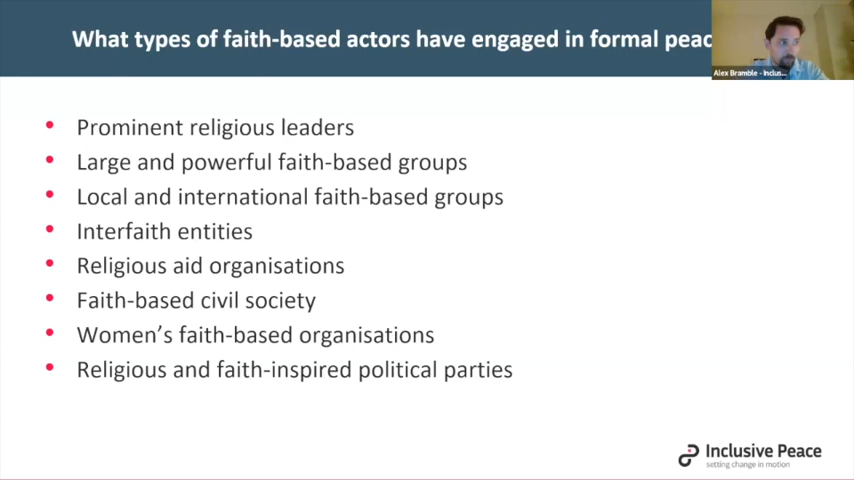 What types of faith-based actors have engaged in formal
Alex Bramble - Inclus...
Prominent religious leaders
Large and powerful faith-based groups
Local and international faith-based groups
Interfaith entities
Religious aid organisations
Faith-based civil society
Women's faith-based organisations
Religious and faith-inspired political parties
Inclusive Peace
setting change in motion